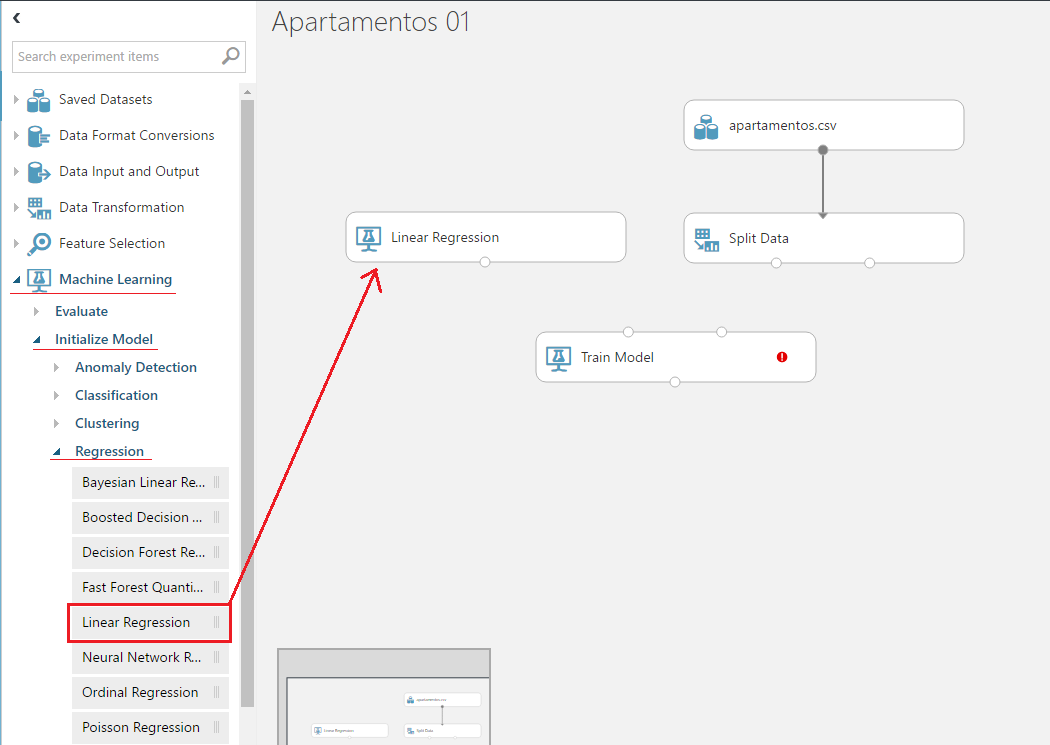 Apartamentos 01
Search experiment items
Saved Datasets
Data Format Conversions
Data Input and Output
Data Transformation
Feature Selection
Machine Learning
Evaluate
Initialize Model
Anomaly Detection
Classification
Clustering
Regression
Bayesian Linear Re...
Boosted Decision ...
Decision Forest Re...
Fast Forest Quanti...
Linear Regression
Neural Network R...
Ordinal Regression
Poisson Regression
apartamentos.csv
Linear Regression
Split Data
Train Model
apartamentos.csv
Linear Regression
Split Data